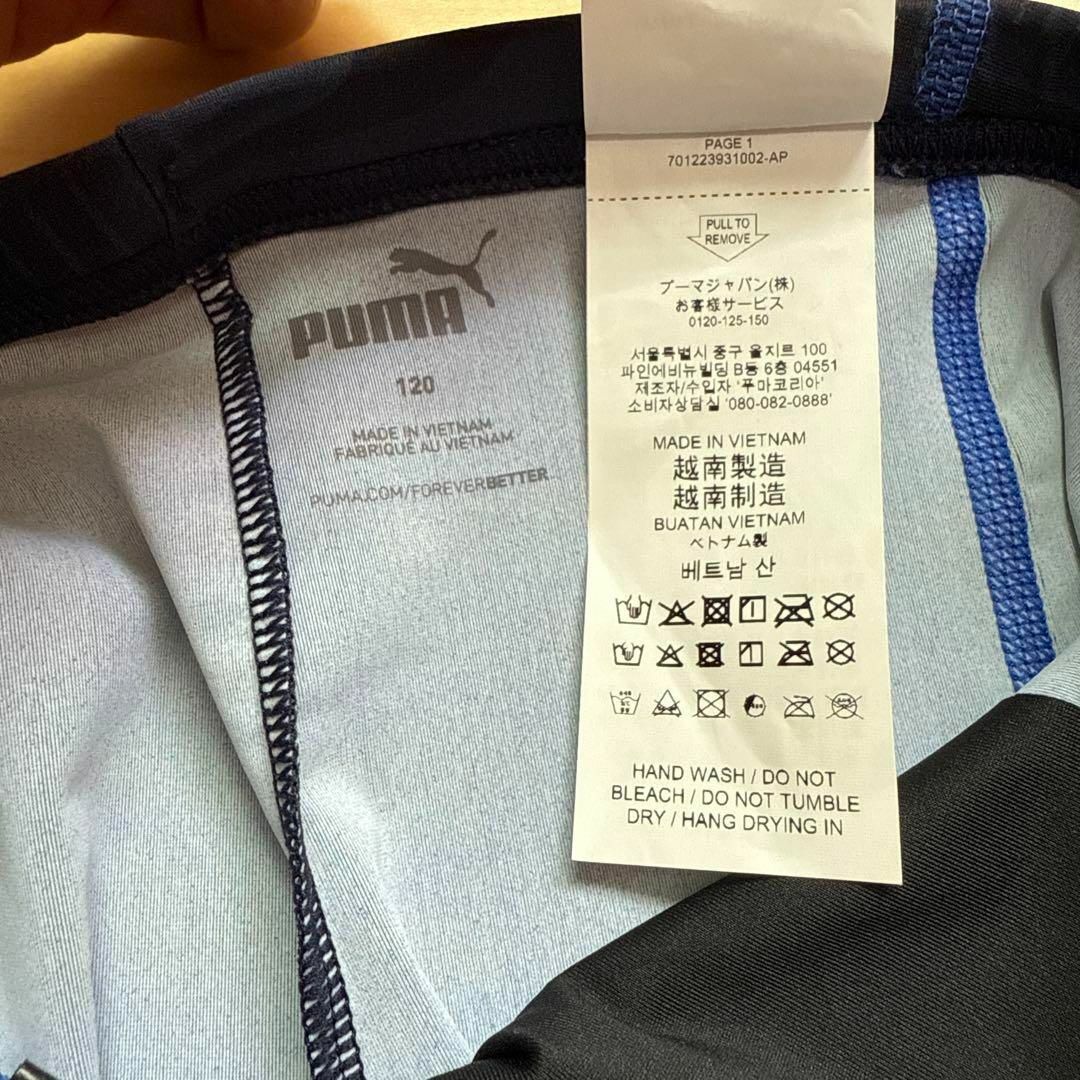 PUMA
120
MADE IN VIETNAM
FABRIQUÉ AU VIETNAM
PUMA.COM/FOREVERBETTER
PAGE 1
701223931002-AP
PULL TO
REMOVE
プーマジャパン(株)
お客様サービス
0120-125-150
서울특별시 중구 을지르 100
파인에비뉴빌딩 B동 6층 04551
제조자/수입자 '푸마코리아'
소비자상담실 '080-082-0888'
MADE IN VIETNAM
越南製造
越南制造
BUATAN VIETNAM
ベトナム製
베트남 산
HAND WASH / DO NOT
BLEACH / DO NOT TUMBLE
DRY / HANG DRYING IN